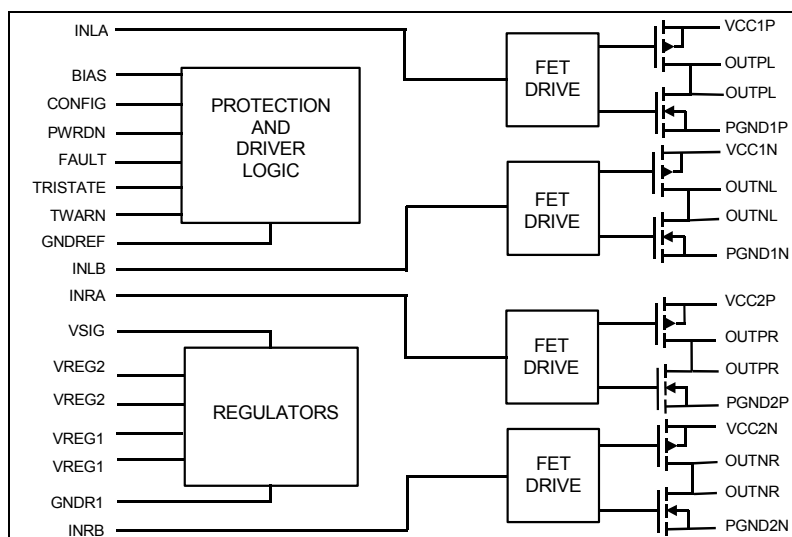 INLA
BIAS
CONFIG
PWRDN
FAULT
TRISTATE
TWARN
GNDREF
INLB
INRA
VSIG
VREG2
VREG2
VREG1
VREG1
GNDR1
INRB
PROTECTION
AND
DRIVER
LOGIC
REGULATORS
FET
DRIVE
FET
DRIVE
FET
DRIVE
FET
DRIVE
VCC1P
OUTPL
OUTPL
PGND1P
VCC1N
OUTNL
OUTNL
PGND1N
VCC2P
OUTPR
OUTPR
PGND2P
VCC2N
OUTNR
OUTNR
PGND2N